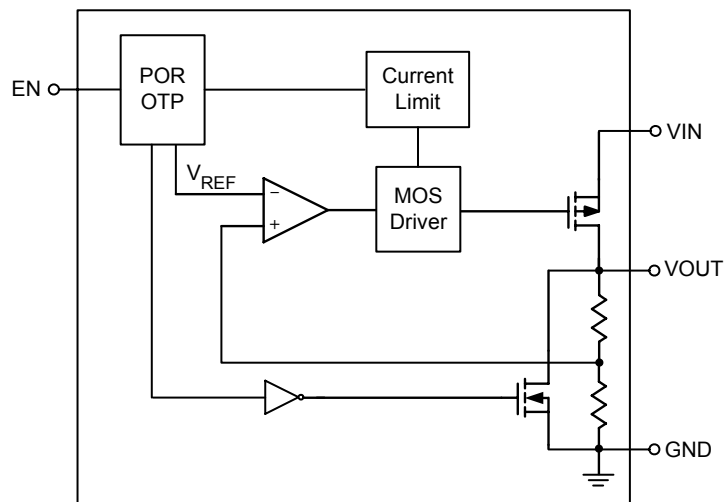 EN
POR
OTP
Current
Limit
VIN
VREF
−
+
MOS
Driver
VOUT
GND